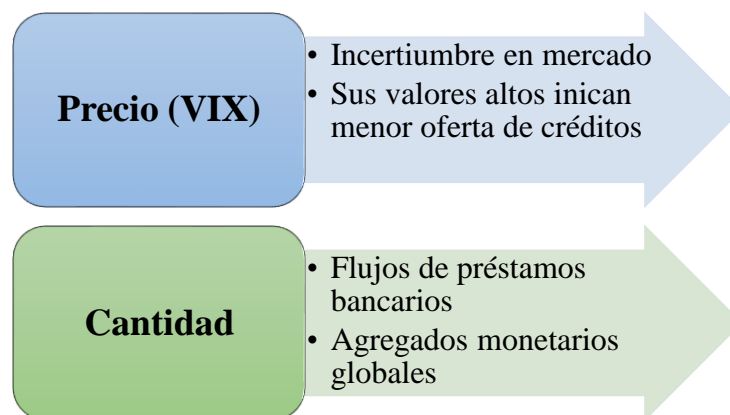 Precio (VIX)
• Incertiumbre en mercado
• Sus valores altos inican
menor oferta de créditos
Cantidad
• Flujos de préstamos
bancarios
• Agregados monetarios
globales